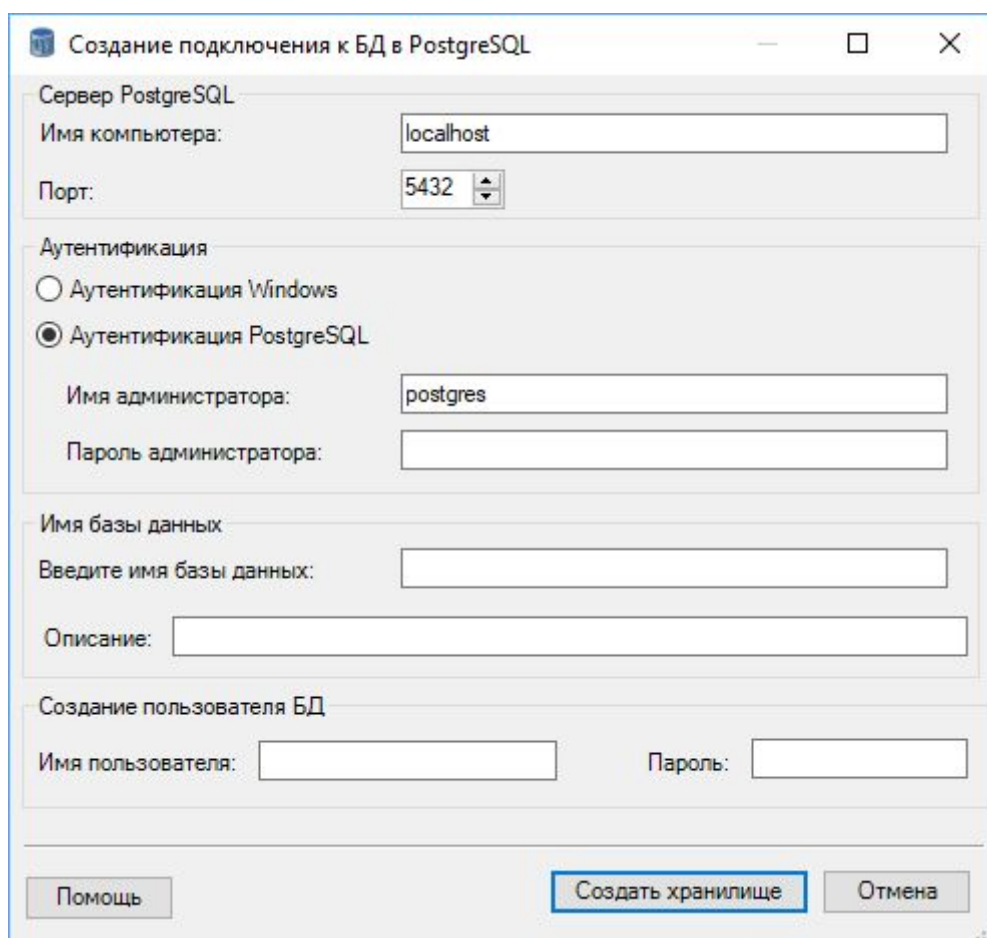 Создание подключения к БД в PostgreSQL
Сервер PostgreSQL
Имя компьютера: localhost
Порт: 5432
Аутентификация
Аутентификация Windows
Аутентификация PostgreSQL
Имя администратора: postgres
Пароль администратора:
Имя базы данных
Введите имя базы данных:
Описание:
Создание пользователя БД
Имя пользователя: Пароль:
Помощь Создать хранилище Отмена